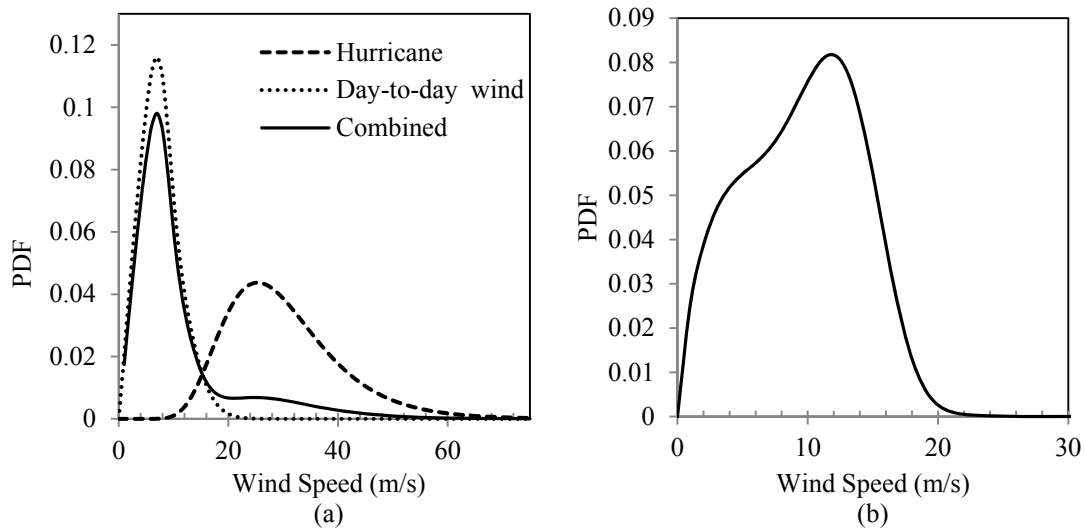 0.12
0.1
0.08
0.06
0.04
0.02
0
PDF
Hurricane
Day-to-day wind
Combined
0 20 40 60
Wind Speed (m/s)
(a)
0.09
0.08
0.07
0.06
0.05
0.04
0.03
0.02
0.01
0
PDF
0 10 20 30
Wind Speed (m/s)
(b)